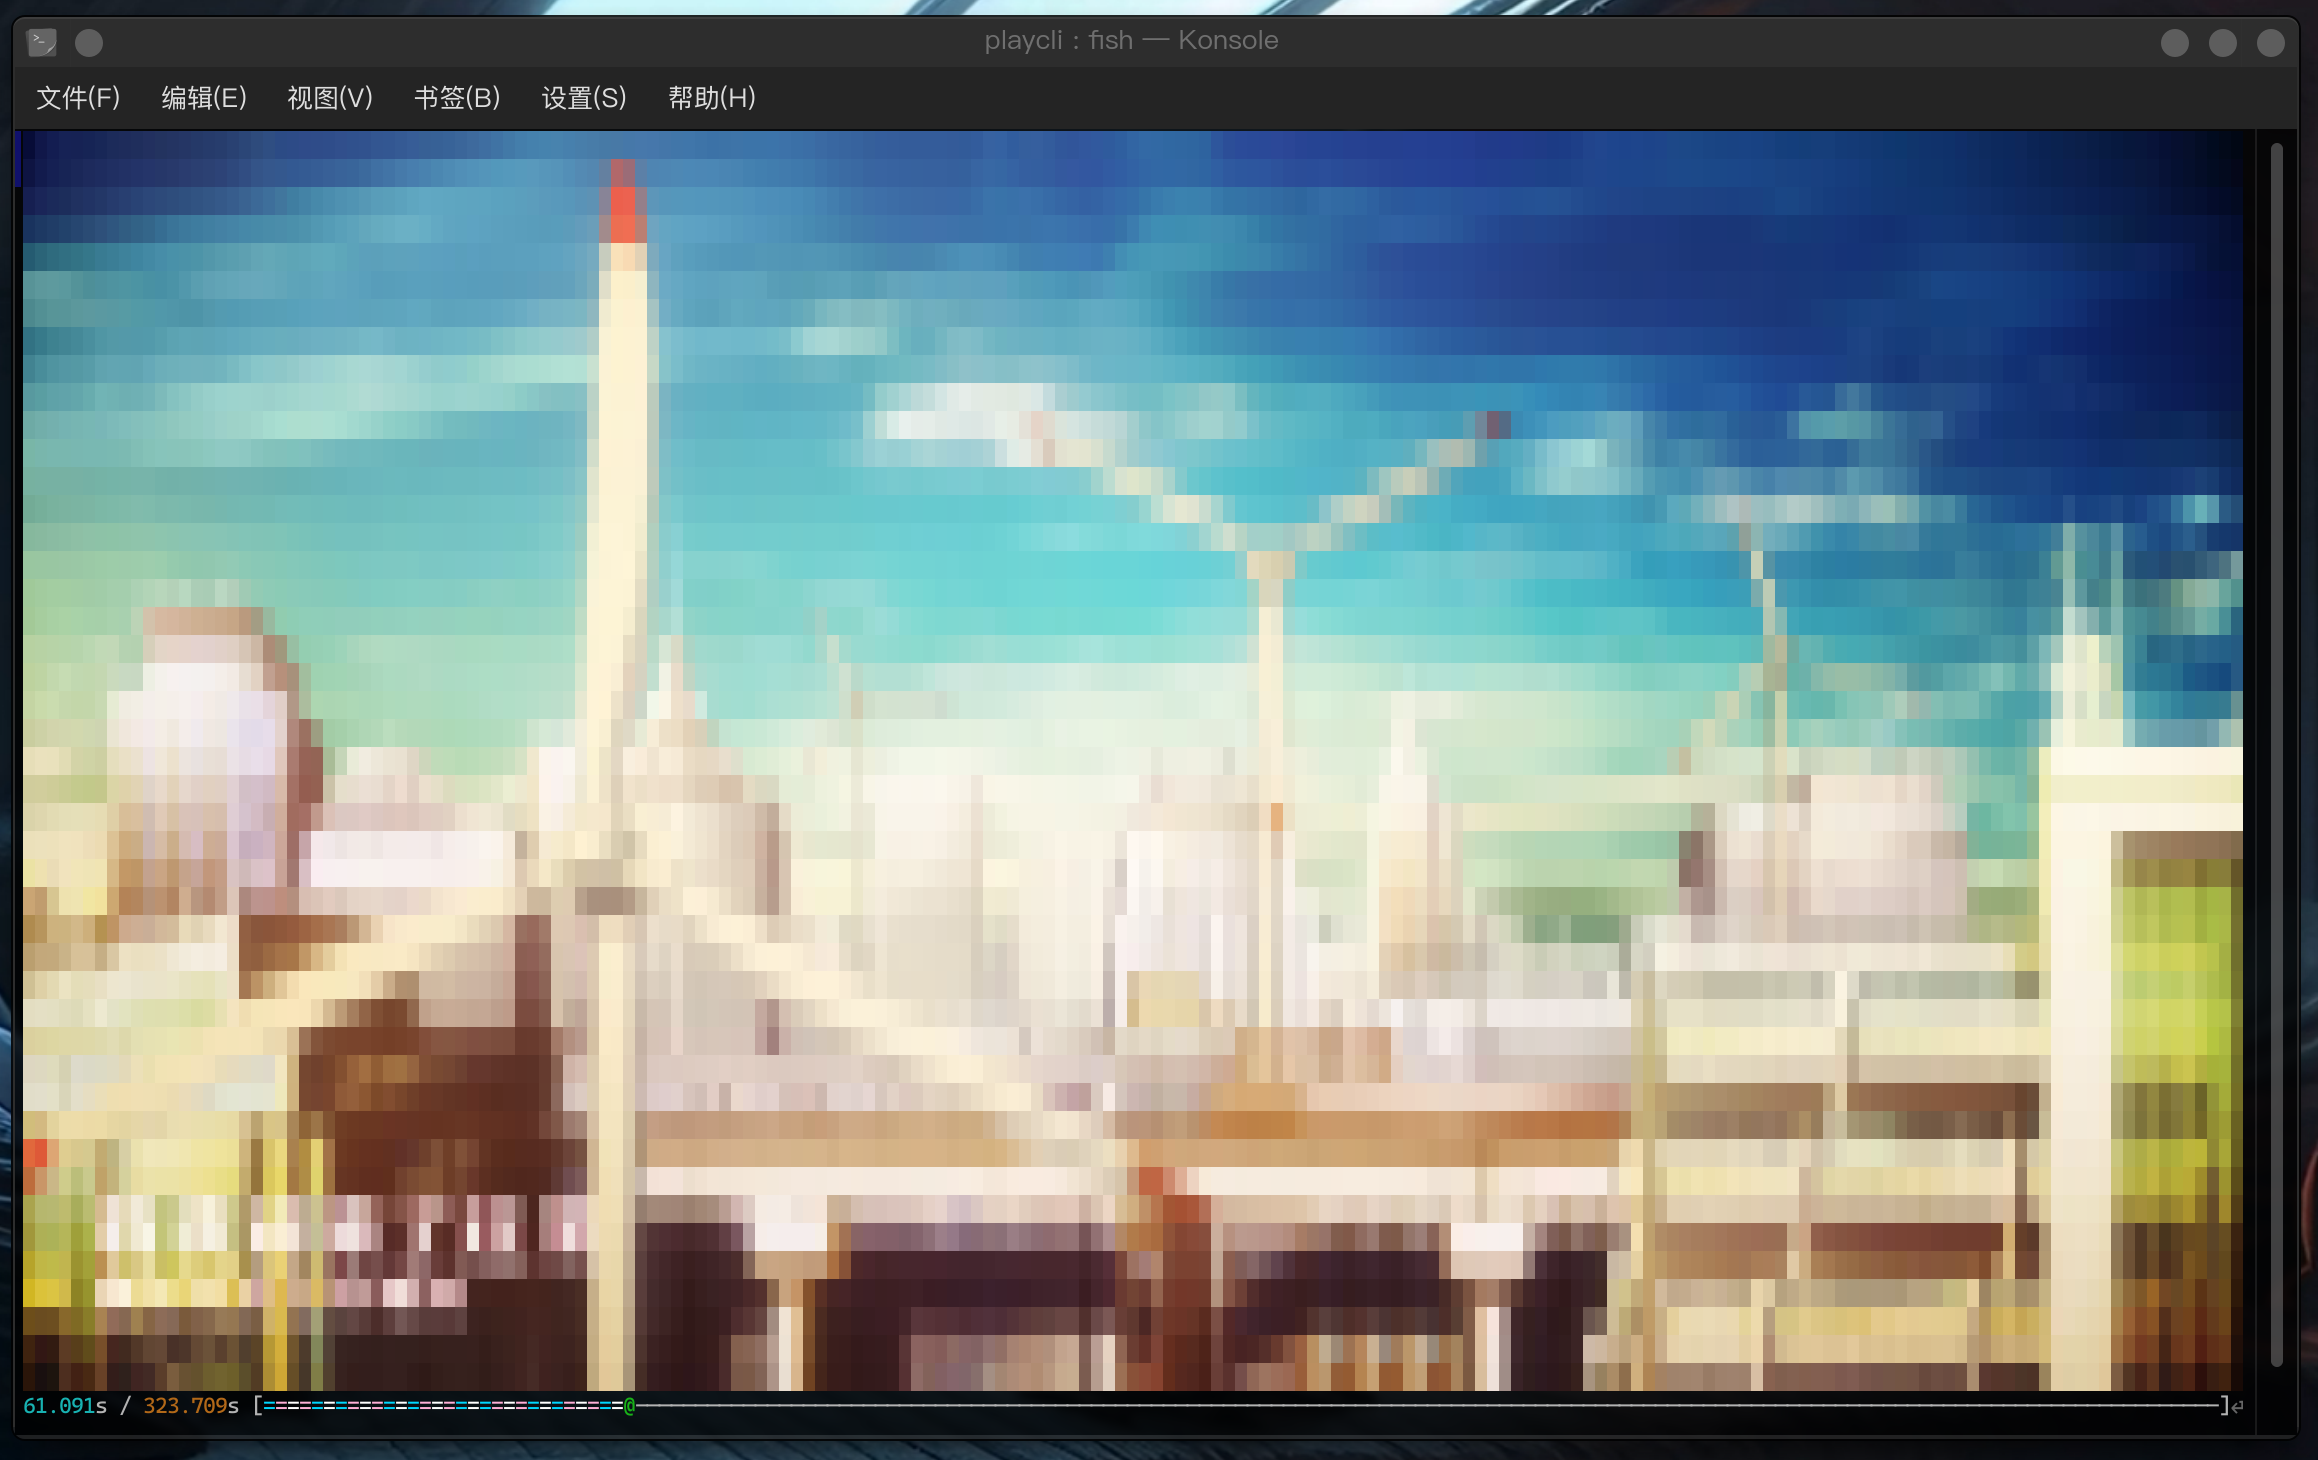 playcli : fish — Konsole
文件(F) 编辑(E) 视图(V) 书签(B) 设置(S) 帮助(H)
61.091s / 323.709s [==============================@────────────────────]